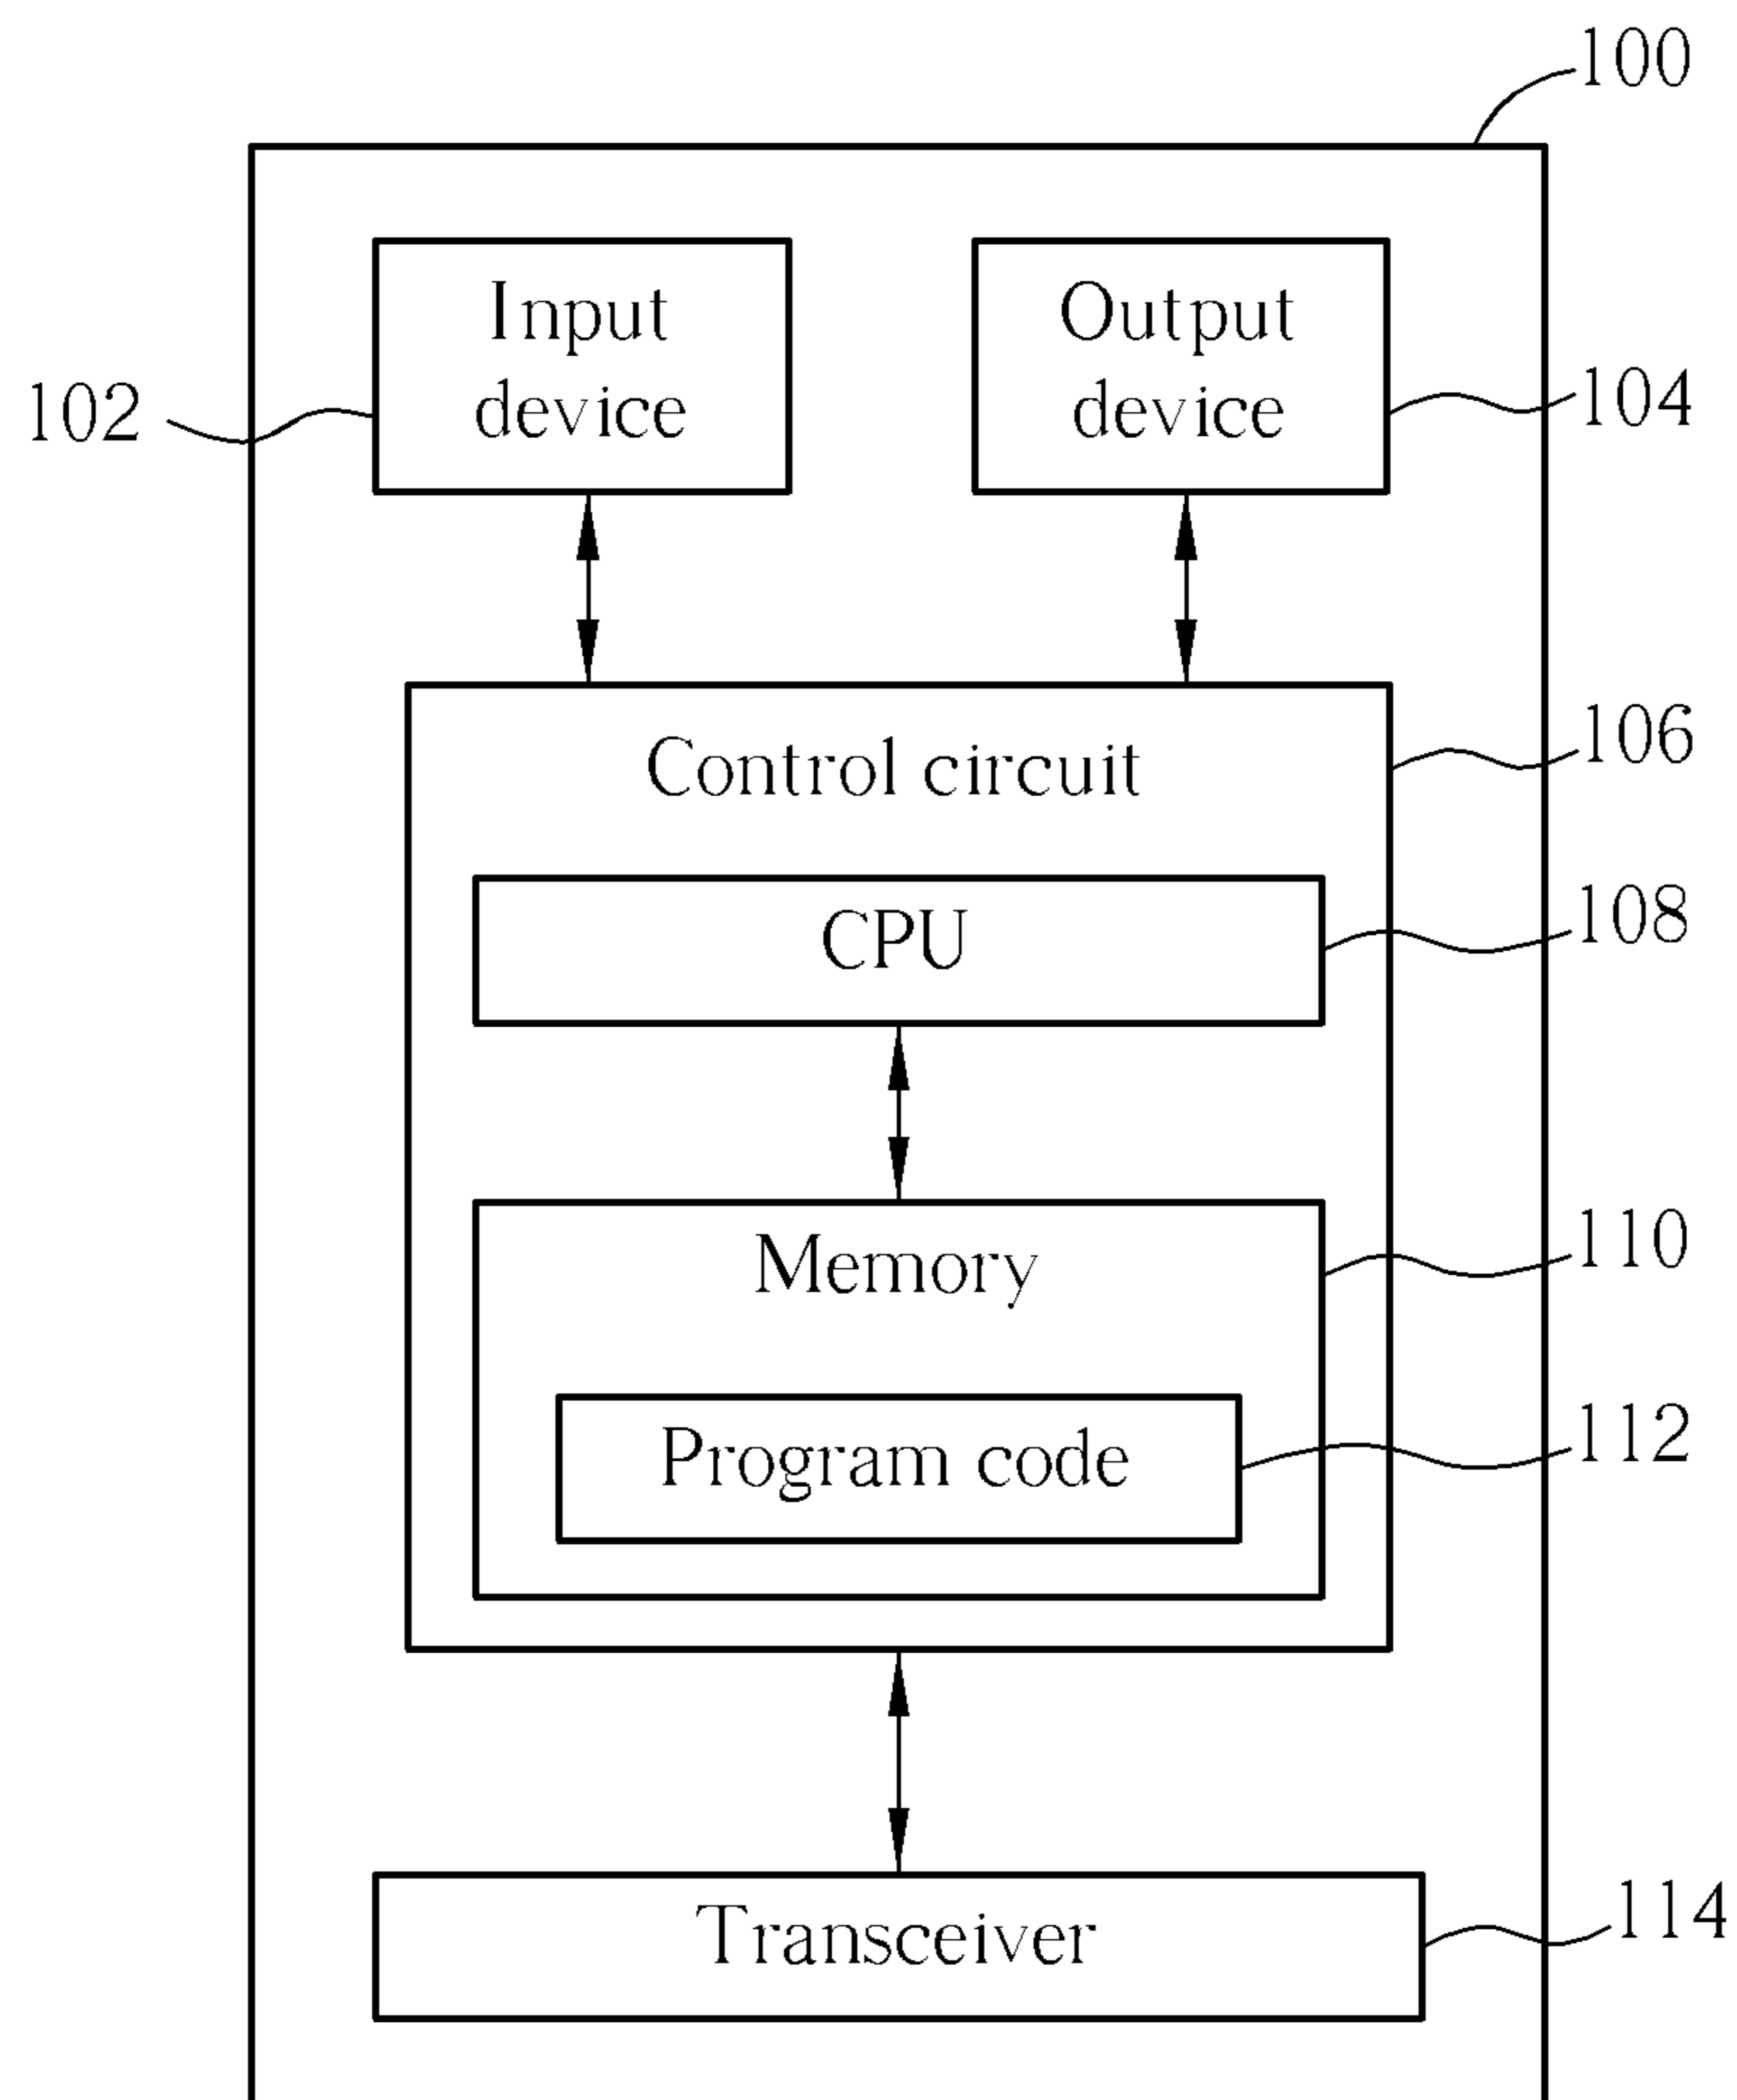 100
Input
device
Output
device
102
104
Control circuit
106
CPU
108
Memory
110
Program code
112
Transceiver
114